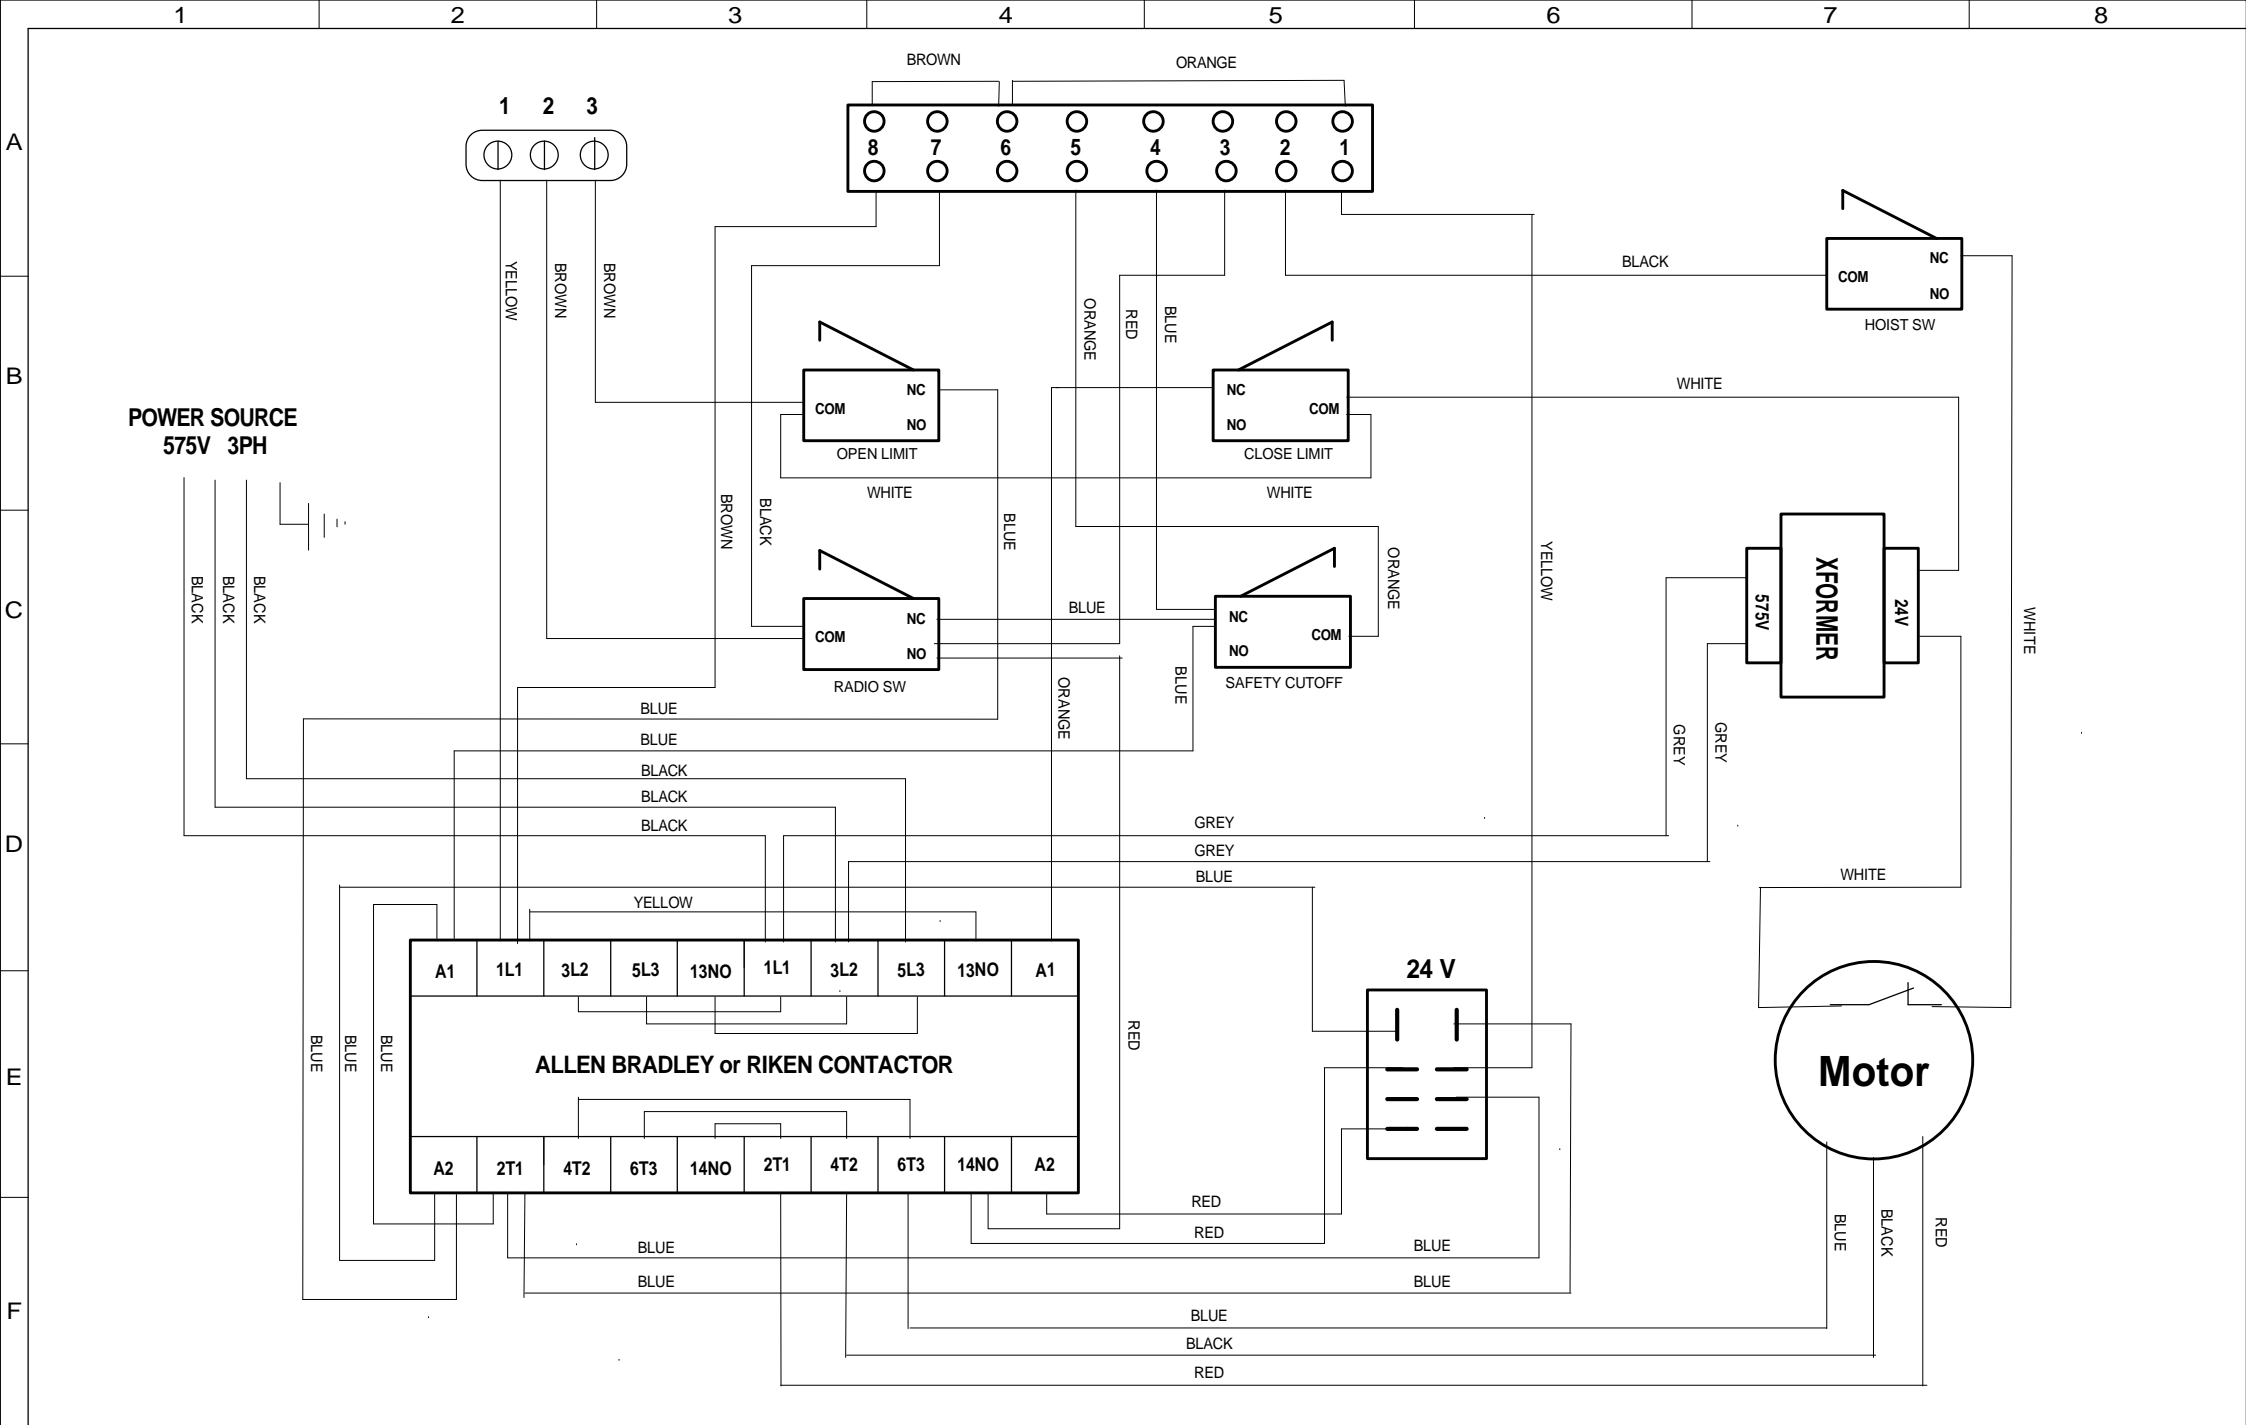 1 2 3 4 5 6 7 8
BROWN ORANGE
A
1 2 3
8 7 6 5 4 3 2 1
YELLOW BROWN BROWN
BLACK
COM NC NO
HOIST SW
ORANGE RED BLUE
B
COM NC NO
OPEN LIMIT
NC NO COM
CLOSE LIMIT
WHITE
POWER SOURCE
575V 3PH
WHITE WHITE
BROWN BLACK BLUE
ORANGE YELLOW
C
BLACK BLACK BLACK
COM NC NO
RADIO SW
BLUE
NC NO COM
SAFETY CUTOFF
575V XFORMER 24V
WHITE
BLUE
ORANGE
BLUE
BLUE
GREY GREY
BLACK
BLACK
BLACK
D
GREY
GREY
BLUE
WHITE
YELLOW
A1 1L1 3L2 5L3 13NO 1L1 3L2 5L3 13NO A1
24 V
BLUE BLUE BLUE
RED
E
ALLEN BRADLEY or RIKEN CONTACTOR
Motor
A2 2T1 4T2 6T3 14NO 2T1 4T2 6T3 14NO A2
RED
RED
BLUE BLACK RED
BLUE BLUE
BLUE BLUE
F
BLUE
BLACK
RED